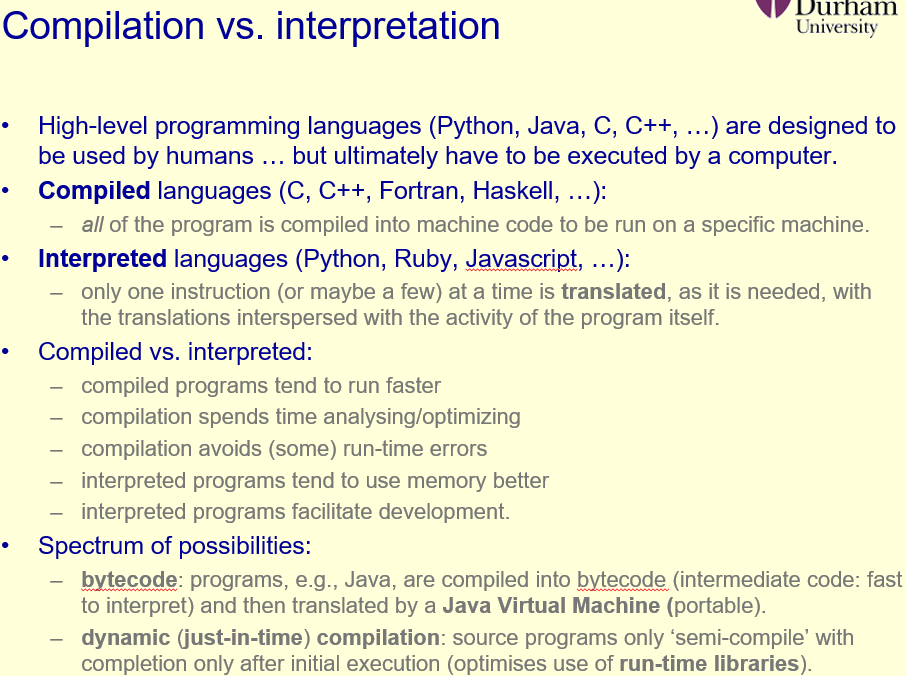 Compilation vs. interpretation
Durham
University
• High-level programming languages (Python, Java, C, C++, …) are designed to
be used by humans … but ultimately have to be executed by a computer.
• Compiled languages (C, C++, Fortran, Haskell, …):
– all of the program is compiled into machine code to be run on a specific machine.
• Interpreted languages (Python, Ruby, Javascript, …):
– only one instruction (or maybe a few) at a time is translated, as it is needed, with
the translations interspersed with the activity of the program itself.
• Compiled vs. interpreted:
– compiled programs tend to run faster
– compilation spends time analysing/optimizing
– compilation avoids (some) run-time errors
– interpreted programs tend to use memory better
– interpreted programs facilitate development.
• Spectrum of possibilities:
– bytecode: programs, e.g., Java, are compiled into bytecode (intermediate code: fast
to interpret) and then translated by a Java Virtual Machine (portable).
– dynamic (just-in-time) compilation: source programs only ‘semi-compile’ with
completion only after initial execution (optimises use of run-time libraries).